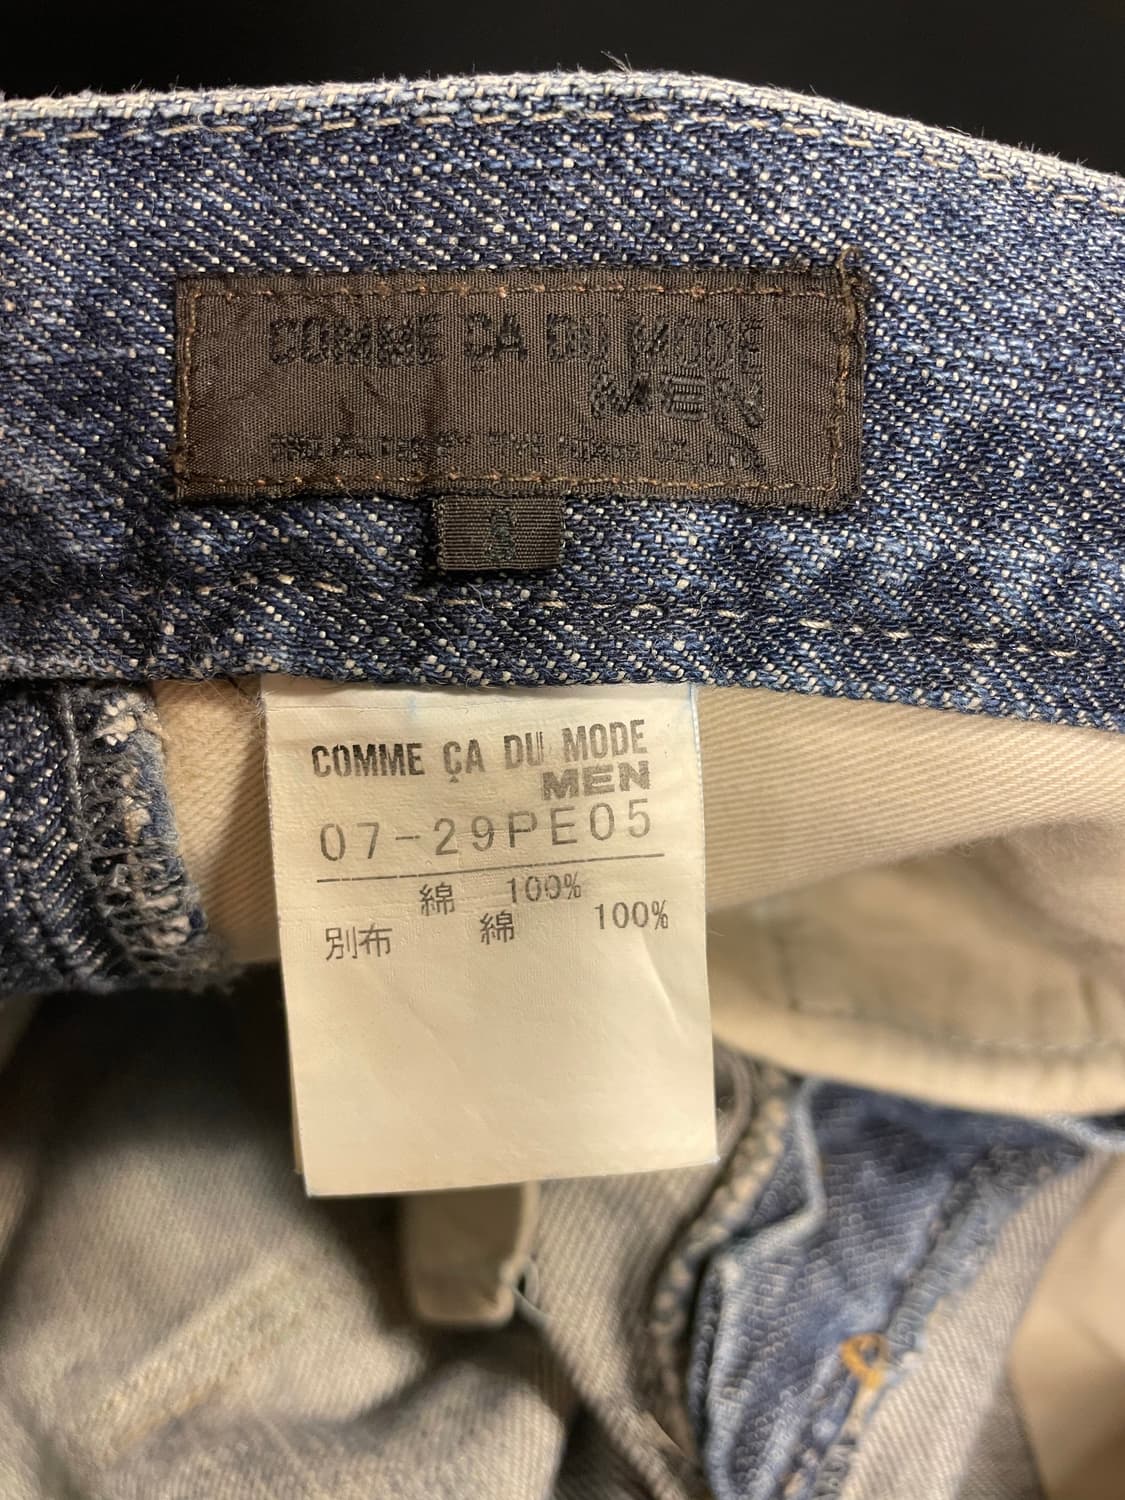 COMME ÇA DU MODE
MEN
COMME ÇA DU MODE
MEN
07-29PE05
綿 100%
別布 綿 100%